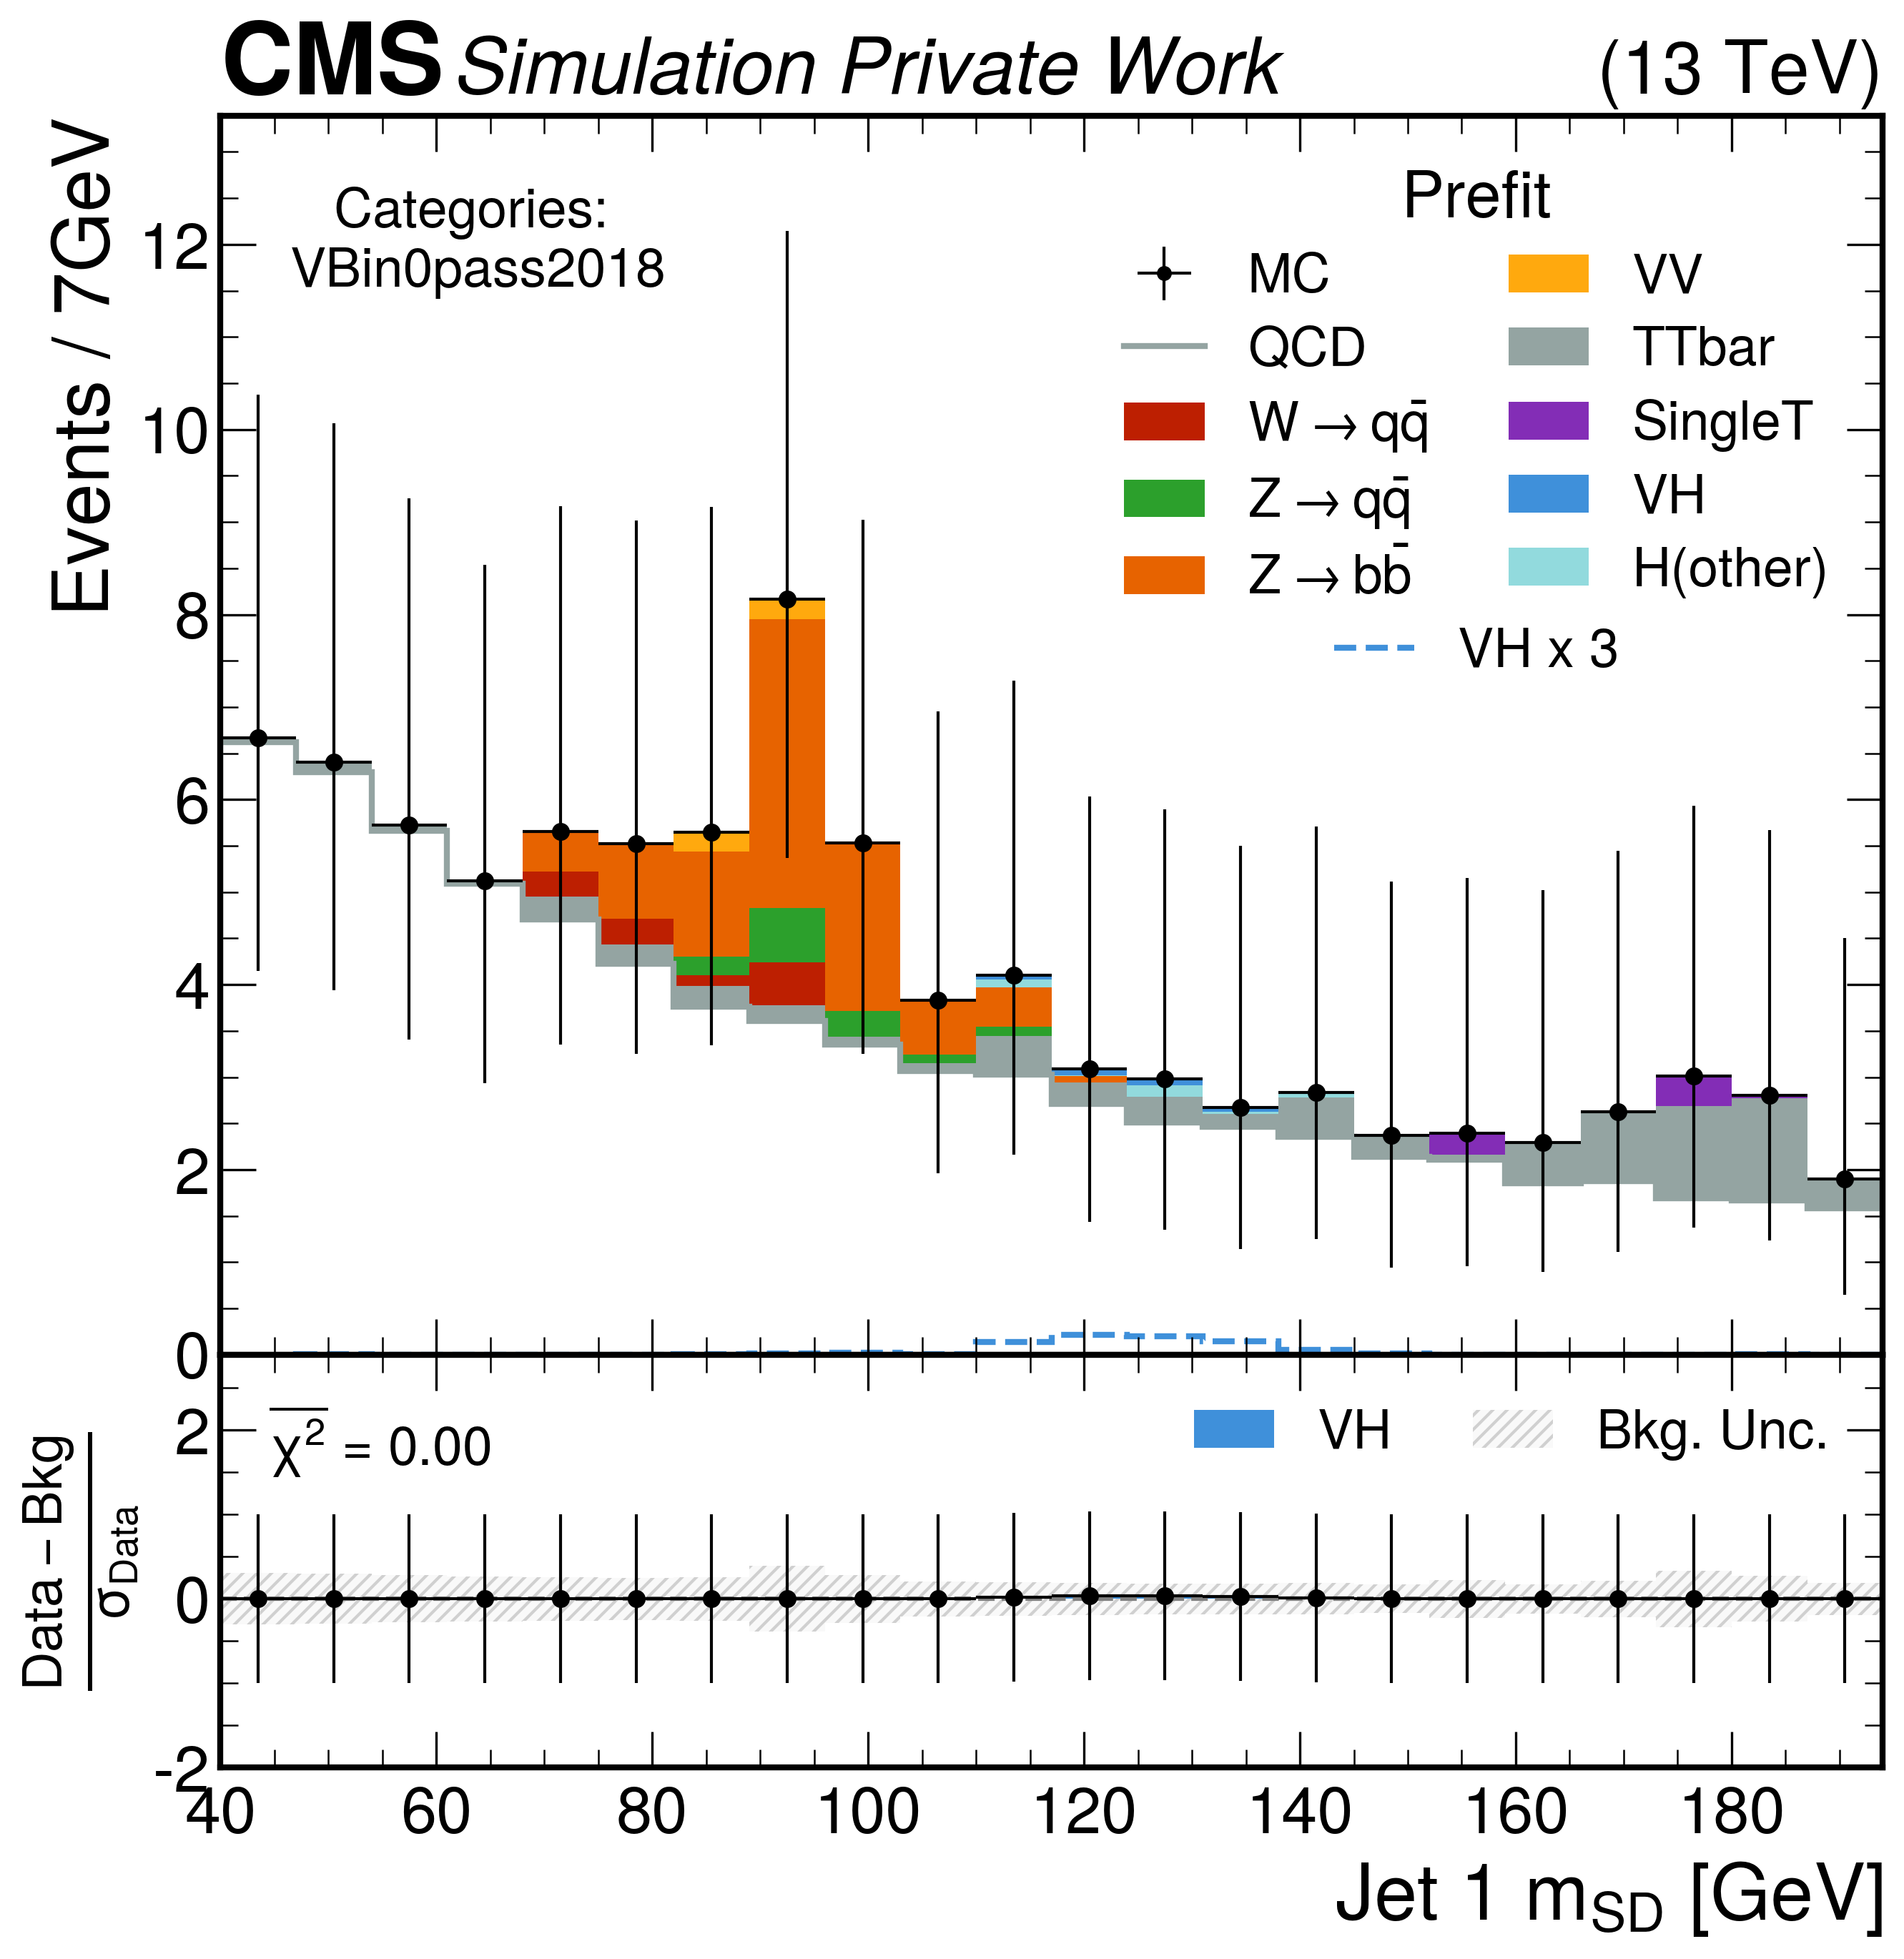 CMS Simulation Private Work (13 TeV)
Events / 7GeV
Categories:
VBin0pass2018
Prefit
MC
QCD
W → qq̄
Z → qq̄
Z → bb̄
VV
TTbar
SingleT
VH
H(other)
VH x 3
12
10
8
6
4
2
0
Data – Bkg
σData
χ² = 0.00
VH
Bkg. Unc.
2
0
-2
40 60 80 100 120 140 160 180
Jet 1 mSD [GeV]